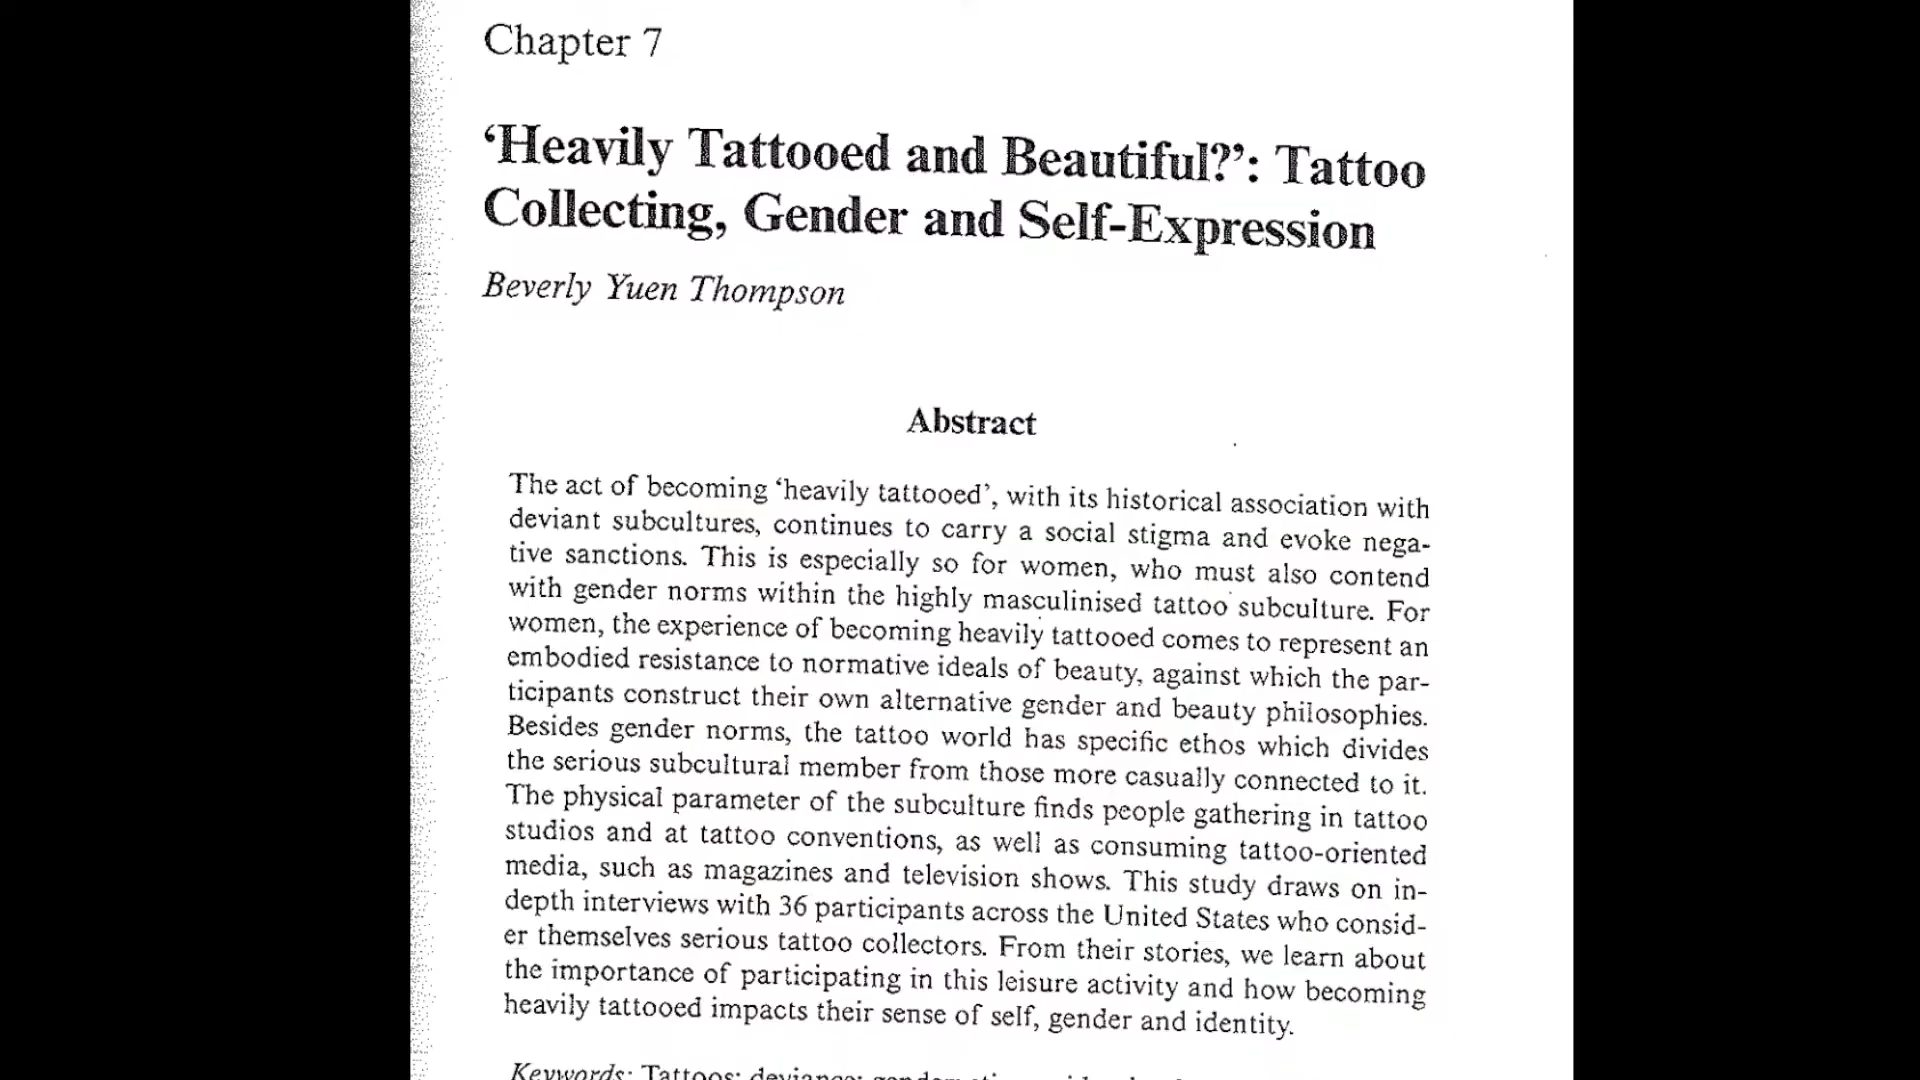 Chapter 7
‘Heavily Tattooed and Beautiful?’: Tattoo
Collecting, Gender and Self-Expression
Beverly Yuen Thompson
Abstract
The act of becoming ‘heavily tattooed’, with its historical association with
deviant subcultures, continues to carry a social stigma and evoke nega-
tive sanctions. This is especially so for women, who must also contend
with gender norms within the highly masculinised tattoo subculture. For
women, the experience of becoming heavily tattooed comes to represent an
embodied resistance to normative ideals of beauty, against which the par-
ticipants construct their own alternative gender and beauty philosophies.
Besides gender norms, the tattoo world has specific ethos which divides
the serious subcultural member from those more casually connected to it.
The physical parameter of the subculture finds people gathering in tattoo
studios and at tattoo conventions, as well as consuming tattoo-oriented
media, such as magazines and television shows. This study draws on in-
depth interviews with 36 participants across the United States who consid-
er themselves serious tattoo collectors. From their stories, we learn about
the importance of participating in this leisure activity and how becoming
heavily tattooed impacts their sense of self, gender and identity.
Keywords: Tattoos; deviance;